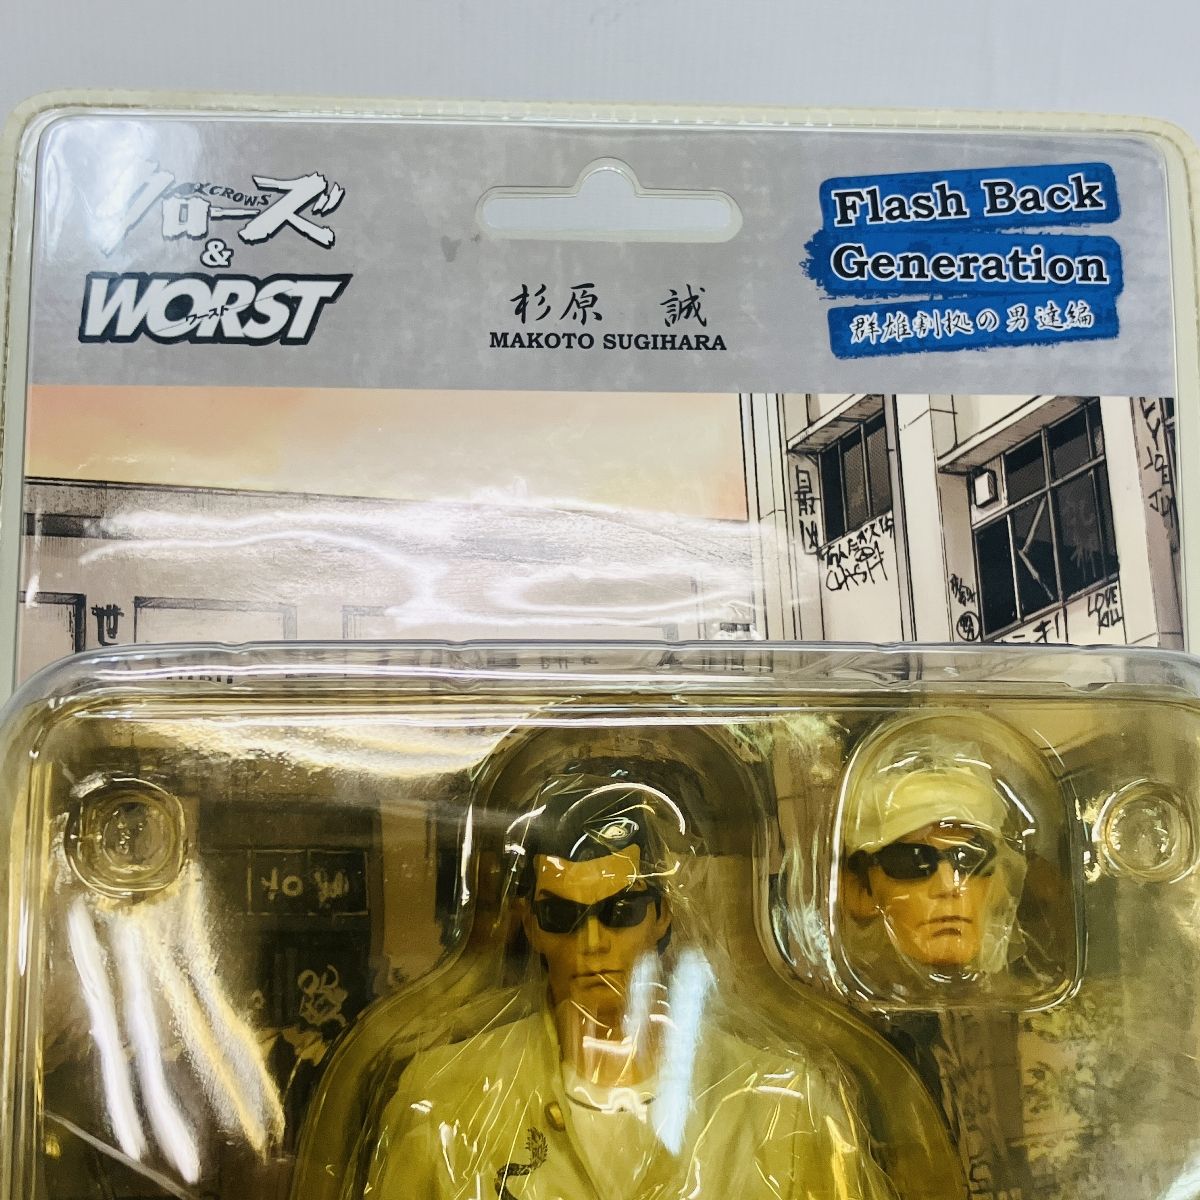 クローズ
CROWS
&
WORST
ワースト
杉原 誠
MAKOTO SUGIHARA
Flash Back
Generation
群雄割拠の男達編
CLASH
LOVE